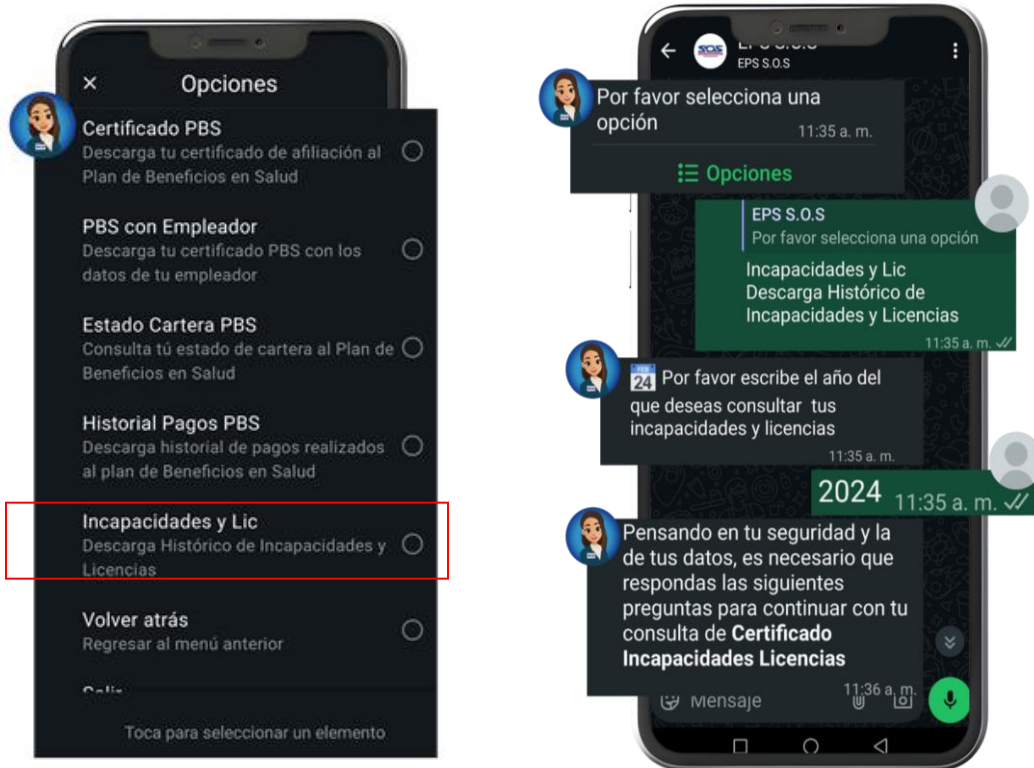 Opciones
Certificado PBS
Descarga tu certificado de afiliación al
Plan de Beneficios en Salud
PBS con Empleador
Descarga tu certificado PBS con los
datos de tu empleador
Estado Cartera PBS
Consulta tú estado de cartera al Plan de
Beneficios en Salud
Historial Pagos PBS
Descarga historial de pagos realizados
al plan de Beneficios en Salud
Incapacidades y Lic
Descarga Histórico de Incapacidades y
Licencias
Volver atrás
Regresar al menú anterior
Toca para seleccionar un elemento
SOS
EPS S.O.S
Por favor selecciona una
opción
11:35 a. m.
Opciones
EPS S.O.S
Por favor selecciona una opción
Incapacidades y Lic
Descarga Histórico de
Incapacidades y Licencias
11:35 a. m.
24 Por favor escribe el año del
que deseas consultar tus
incapacidades y licencias
11:35 a. m.
2024 11:35 a. m.
Pensando en tu seguridad y la
de tus datos, es necesario que
respondas las siguientes
preguntas para continuar con tu
consulta de Certificado
Incapacidades Licencias
11:36 a. m.
Mensaje